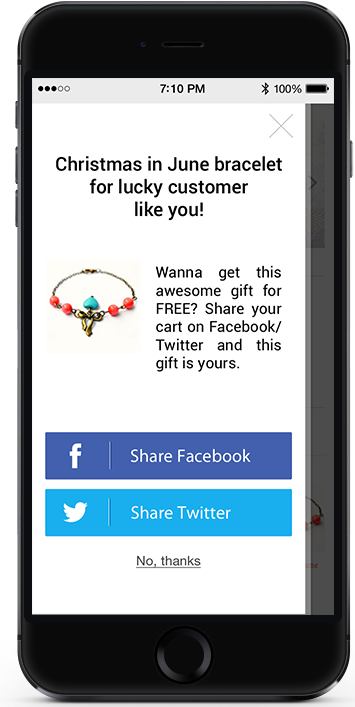 7:10 PM 100%
Christmas in June bracelet
for lucky customer
like you!
Wanna get this
awesome gift for
FREE? Share your
cart on Facebook/
Twitter and this
gift is yours.
f Share Facebook
Share Twitter
No, thanks